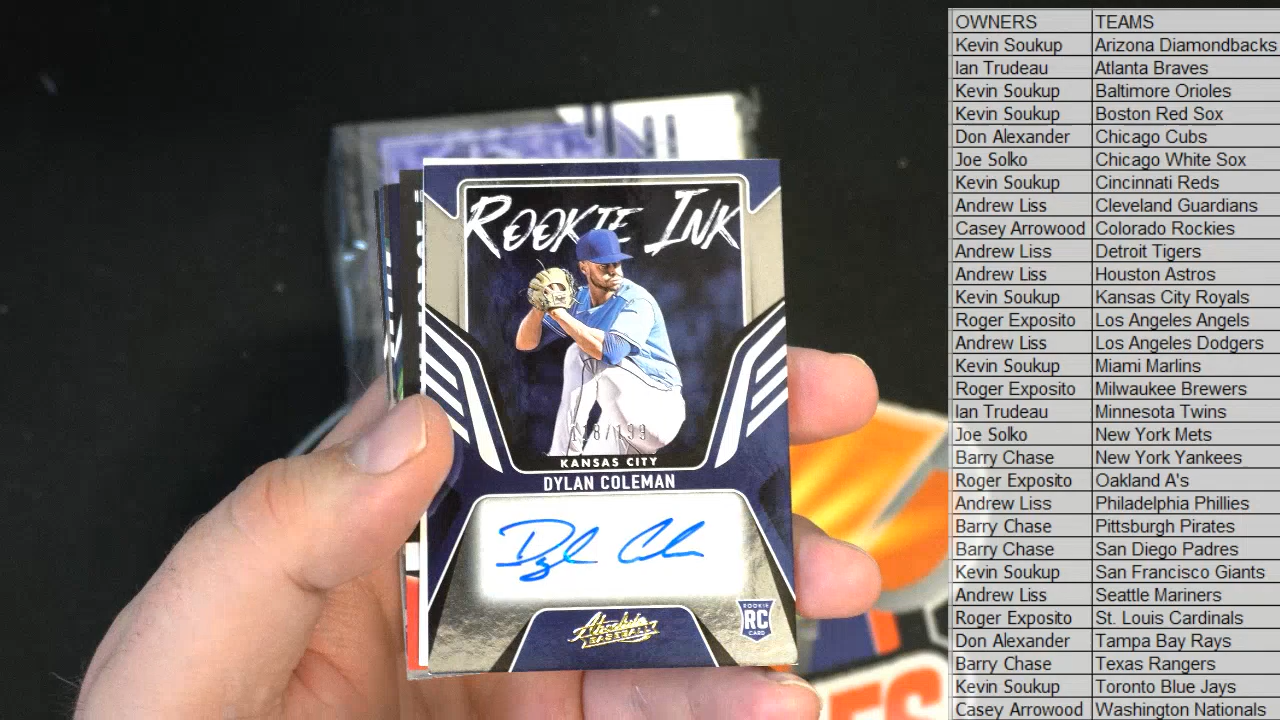 ROOKIE INK
KANSAS CITY
DYLAN COLEMAN
Dylan Coleman
Absolute
BASEBALL
ROOKIE
RC
CARD
OWNERS TEAMS
Kevin Soukup Arizona Diamondbacks
Ian Trudeau Atlanta Braves
Kevin Soukup Baltimore Orioles
Kevin Soukup Boston Red Sox
Don Alexander Chicago Cubs
Joe Solko Chicago White Sox
Kevin Soukup Cincinnati Reds
Andrew Liss Cleveland Guardians
Casey Arrowood Colorado Rockies
Andrew Liss Detroit Tigers
Andrew Liss Houston Astros
Kevin Soukup Kansas City Royals
Roger Exposito Los Angeles Angels
Andrew Liss Los Angeles Dodgers
Kevin Soukup Miami Marlins
Roger Exposito Milwaukee Brewers
Ian Trudeau Minnesota Twins
Joe Solko New York Mets
Barry Chase New York Yankees
Roger Exposito Oakland A's
Andrew Liss Philadelphia Phillies
Barry Chase Pittsburgh Pirates
Barry Chase San Diego Padres
Kevin Soukup San Francisco Giants
Andrew Liss Seattle Mariners
Roger Exposito St. Louis Cardinals
Don Alexander Tampa Bay Rays
Barry Chase Texas Rangers
Kevin Soukup Toronto Blue Jays
Casey Arrowood Washington Nationals